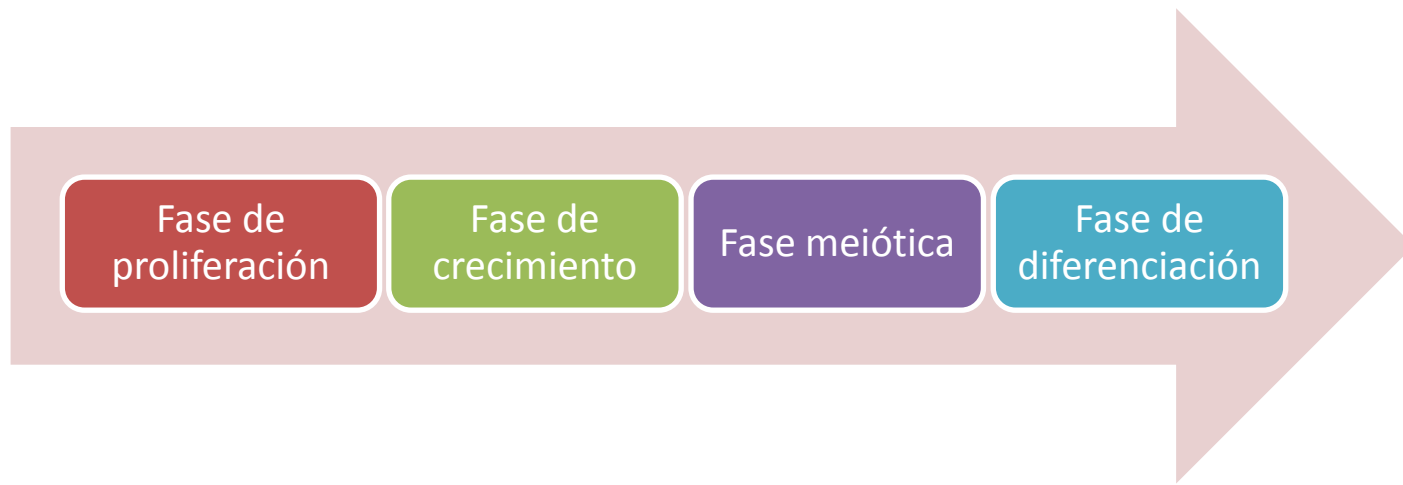 Fase de
proliferación
Fase de
crecimiento
Fase meiótica
Fase de
diferenciación